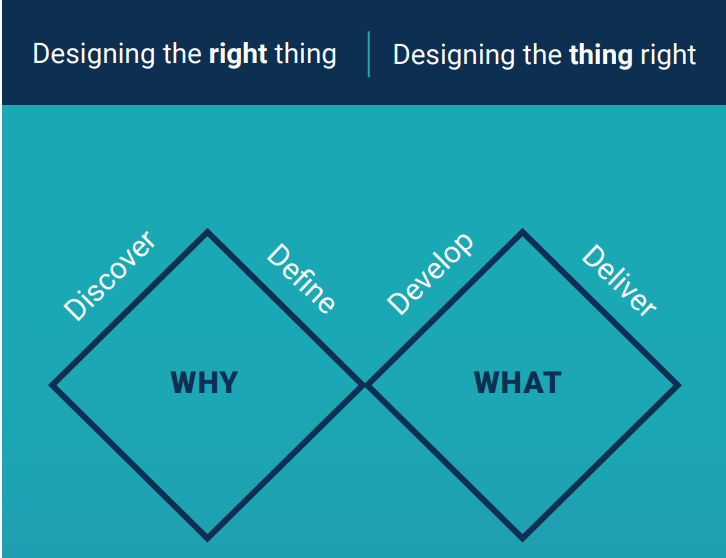 Designing the right thing
Designing the thing right
Discover
Define
Develop
Deliver
WHY
WHAT